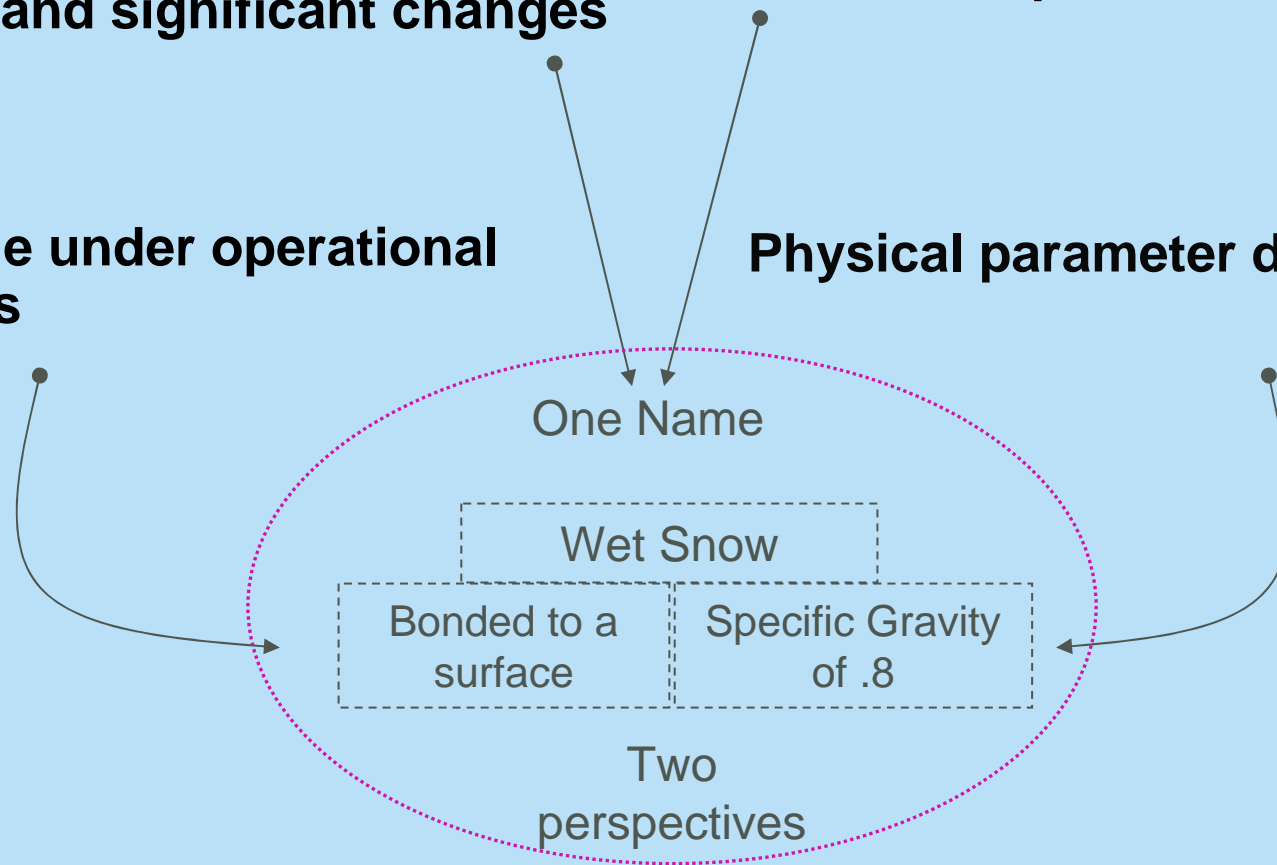 and significant changes
e under operational
s
Physical parameter d
One Name
Wet Snow
Bonded to a
surface
Specific Gravity
of .8
Two
perspectives